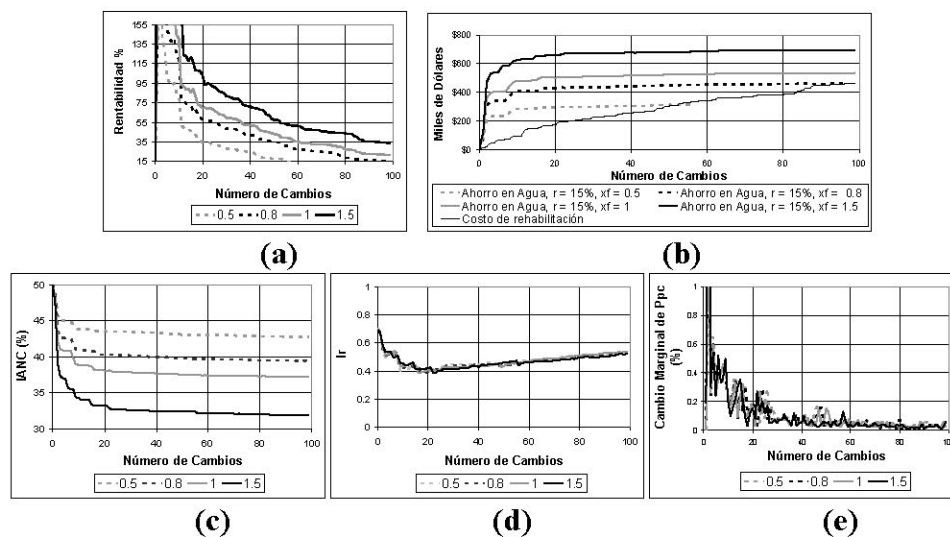 155
135
115
95
75
55
35
15
Rentabilidad %
0 20 40 60 80 100
Número de Cambios
0.5 0.8 1 1.5
(a)
$800
$600
$400
$200
$0
Miles de Dólares
0 20 40 60 80 100
Número de Cambios
Ahorro en Agua, r = 15%, xf = 0.5
Ahorro en Agua, r = 15%, xf = 0.8
Ahorro en Agua, r = 15%, xf = 1
Ahorro en Agua, r = 15%, xf = 1.5
Costo de rehabilitación
(b)
50
45
40
35
30
IANC (%)
0 20 40 60 80 100
Número de Cambios
0.5 0.8 1 1.5
(c)
1
0.8
0.6
0.4
0.2
0
Ir
0 20 40 60 80 100
Número de Cambios
0.5 0.8 1 1.5
(d)
1
0.8
0.6
0.4
0.2
0
Cambio Marginal de Ppc
(%)
0 20 40 60 80 100
Número de Cambios
0.5 0.8 1 1.5
(e)